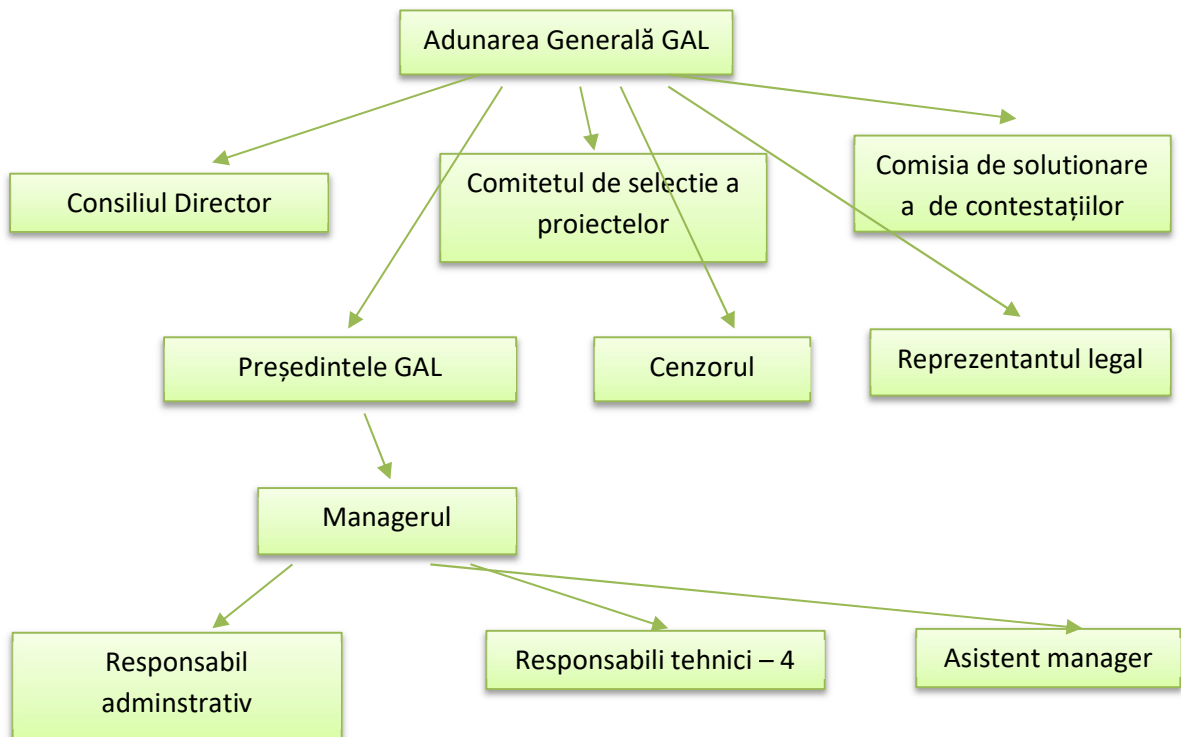 Adunarea Generală GAL
Consiliul Director
Comitetul de selectie a
proiectelor
Comisia de solutionare
a de contestațiilor
Președintele GAL
Cenzorul
Reprezentantul legal
Managerul
Responsabil
adminstrativ
Responsabili tehnici – 4
Asistent manager